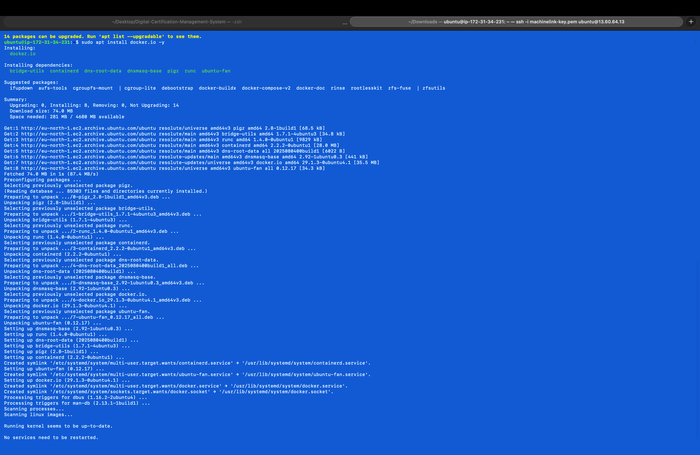 ~/Desktop/Digital-Certification-Management-System — -zsh
~/Downloads — ubuntu@ip-172-31-34-231: ~ — ssh -i machinelink-key.pem ubuntu@13.60.64.13
14 packages can be upgraded. Run 'apt list --upgradable' to see them.
ubuntu@ip-172-31-34-231:~$ sudo apt install docker.io -y
Installing:
docker.io
Installing dependencies:
bridge-utils containerd dns-root-data dnsmasq-base pigz runc ubuntu-fan
Suggested packages:
ifupdown aufs-tools cgroupfs-mount | cgroup-lite debootstrap docker-buildx docker-compose-v2 docker-doc rinse rootlesskit zfs-fuse | zfsutils
Summary:
Upgrading: 0, Installing: 8, Removing: 0, Not Upgrading: 14
Download size: 74.0 MB
Space needed: 281 MB / 4608 MB available
Get:1 http://eu-north-1.ec2.archive.ubuntu.com/ubuntu resolute/universe amd64v3 pigz amd64 2.8-1build1 [68.5 kB]
Get:2 http://eu-north-1.ec2.archive.ubuntu.com/ubuntu resolute/main amd64v3 bridge-utils amd64 1.7.1-4ubuntu3 [34.8 kB]
Get:3 http://eu-north-1.ec2.archive.ubuntu.com/ubuntu resolute/main amd64v3 runc amd64 1.4.0-0ubuntu1 [9829 kB]
Get:4 http://eu-north-1.ec2.archive.ubuntu.com/ubuntu resolute/main amd64v3 containerd amd64 2.2.2-0ubuntu1 [28.0 MB]
Get:5 http://eu-north-1.ec2.archive.ubuntu.com/ubuntu resolute/main amd64v3 dns-root-data all 2025080400build1 [6022 B]
Get:6 http://eu-north-1.ec2.archive.ubuntu.com/ubuntu resolute-updates/main amd64v3 dnsmasq-base amd64 2.92-1ubuntu0.3 [441 kB]
Get:7 http://eu-north-1.ec2.archive.ubuntu.com/ubuntu resolute-updates/universe amd64v3 docker.io amd64 29.1.3-0ubuntu4.1 [35.5 MB]
Get:8 http://eu-north-1.ec2.archive.ubuntu.com/ubuntu resolute/universe amd64v3 ubuntu-fan all 0.12.17 [34.3 kB]
Fetched 74.0 MB in 1s (87.4 MB/s)
Preconfiguring packages ...
Selecting previously unselected package pigz.
(Reading database ... 85303 files and directories currently installed.)
Preparing to unpack .../0-pigz_2.8-1build1_amd64v3.deb ...
Unpacking pigz (2.8-1build1) ...
Selecting previously unselected package bridge-utils.
Preparing to unpack .../1-bridge-utils_1.7.1-4ubuntu3_amd64v3.deb ...
Unpacking bridge-utils (1.7.1-4ubuntu3) ...
Selecting previously unselected package runc.
Preparing to unpack .../2-runc_1.4.0-0ubuntu1_amd64v3.deb ...
Unpacking runc (1.4.0-0ubuntu1) ...
Selecting previously unselected package containerd.
Preparing to unpack .../3-containerd_2.2.2-0ubuntu1_amd64v3.deb ...
Unpacking containerd (2.2.2-0ubuntu1) ...
Selecting previously unselected package dns-root-data.
Preparing to unpack .../4-dns-root-data_2025080400build1_all.deb ...
Unpacking dns-root-data (2025080400build1) ...
Selecting previously unselected package dnsmasq-base.
Preparing to unpack .../5-dnsmasq-base_2.92-1ubuntu0.3_amd64v3.deb ...
Unpacking dnsmasq-base (2.92-1ubuntu0.3) ...
Selecting previously unselected package docker.io.
Preparing to unpack .../6-docker.io_29.1.3-0ubuntu4.1_amd64v3.deb ...
Unpacking docker.io (29.1.3-0ubuntu4.1) ...
Selecting previously unselected package ubuntu-fan.
Preparing to unpack .../7-ubuntu-fan_0.12.17_all.deb ...
Unpacking ubuntu-fan (0.12.17) ...
Setting up dnsmasq-base (2.92-1ubuntu0.3) ...
Setting up runc (1.4.0-0ubuntu1) ...
Setting up dns-root-data (2025080400build1) ...
Setting up bridge-utils (1.7.1-4ubuntu3) ...
Setting up pigz (2.8-1build1) ...
Setting up containerd (2.2.2-0ubuntu1) ...
Created symlink '/etc/systemd/system/multi-user.target.wants/containerd.service' → '/usr/lib/systemd/system/containerd.service'.
Setting up ubuntu-fan (0.12.17) ...
Created symlink '/etc/systemd/system/multi-user.target.wants/ubuntu-fan.service' → '/usr/lib/systemd/system/ubuntu-fan.service'.
Setting up docker.io (29.1.3-0ubuntu4.1) ...
Created symlink '/etc/systemd/system/multi-user.target.wants/docker.service' → '/usr/lib/systemd/system/docker.service'.
Created symlink '/etc/systemd/system/sockets.target.wants/docker.socket' → '/usr/lib/systemd/system/docker.socket'.
Processing triggers for dbus (1.16.2-2ubuntu4) ...
Processing triggers for man-db (2.13.1-1build1) ...
Scanning processes...
Scanning linux images...
Running kernel seems to be up-to-date.
No services need to be restarted.